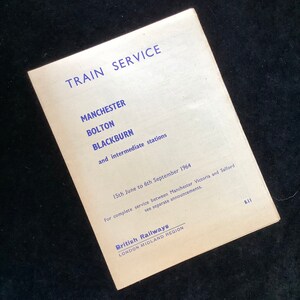 TRAIN SERVICE
MANCHESTER
BOLTON
BLACKBURN
and intermediate stations
15th June to 6th September 1964
For complete service between Manchester Victoria and Salford
see separate announcements.
K21
British Railways
LONDON MIDLAND REGION